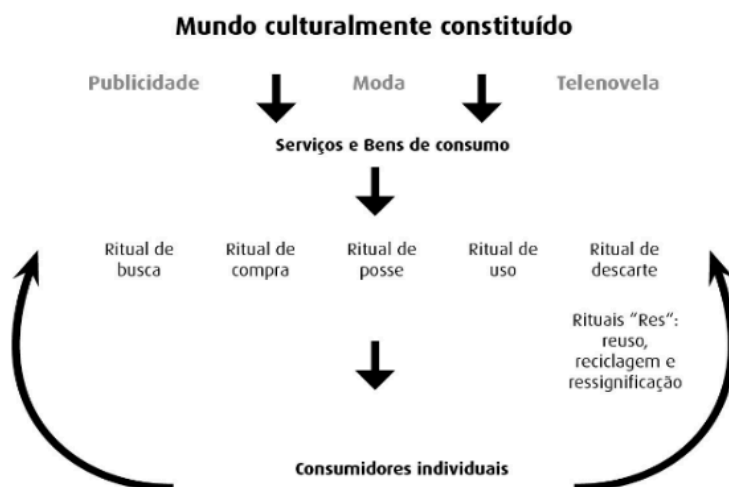 Mundo culturalmente constituído
Publicidade Moda Telenovela
Serviços e Bens de consumo
Ritual de busca
Ritual de compra
Ritual de posse
Ritual de uso
Ritual de descarte
Rituais “Res“:
reuso,
reciclagem e
ressignificação
Consumidores individuais